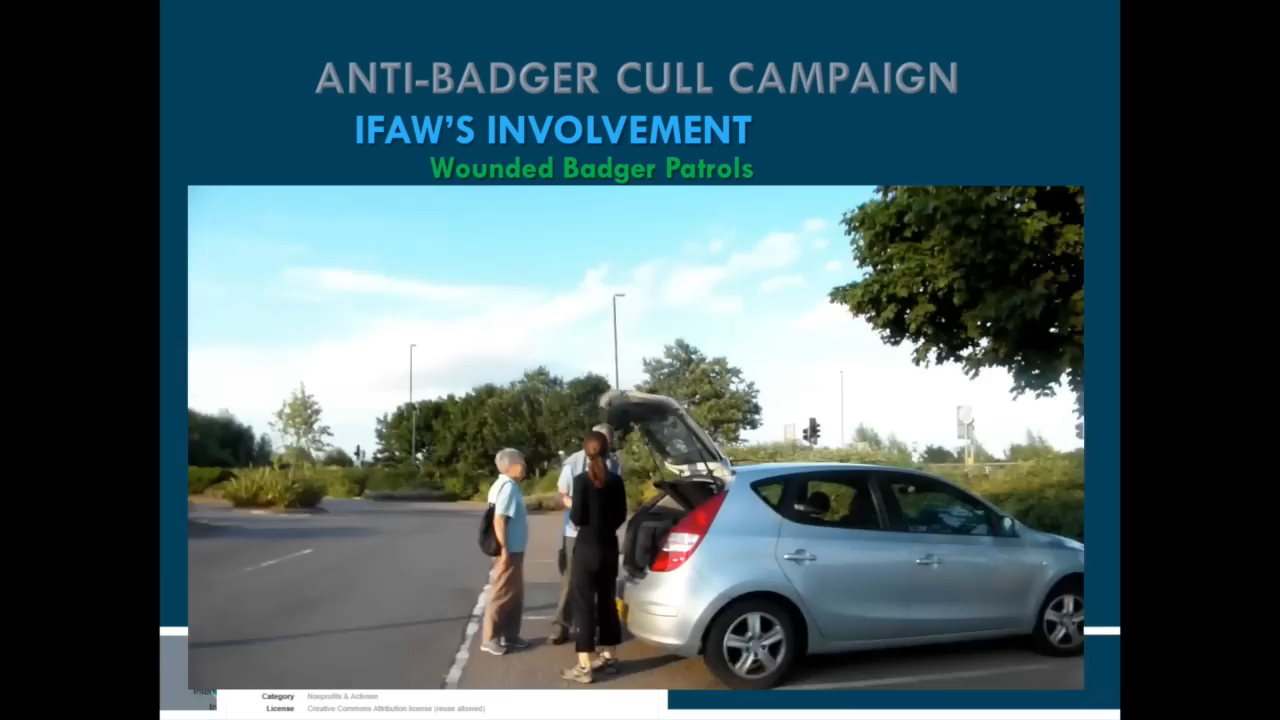 ANTI-BADGER CULL CAMPAIGN
IFAW'S INVOLVEMENT
Wounded Badger Patrols
Category Nonprofits & Activism
License Creative Commons Attribution license (reuse allowed)